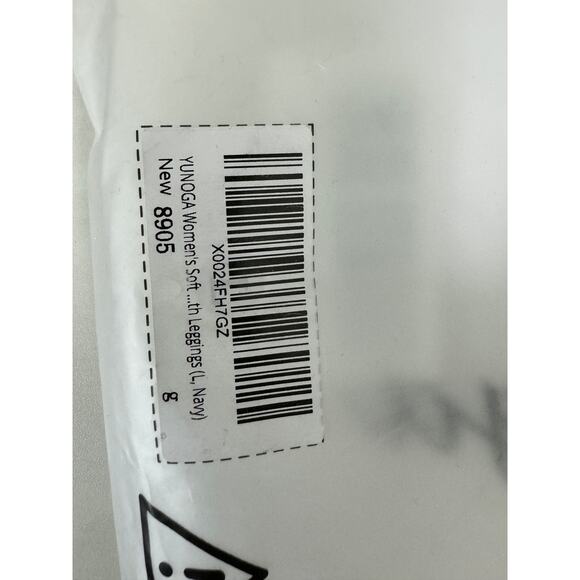 X0024FH7GZ
YUNOGA Women's Soft ...th Leggings (L, Navy)
New 8905
g